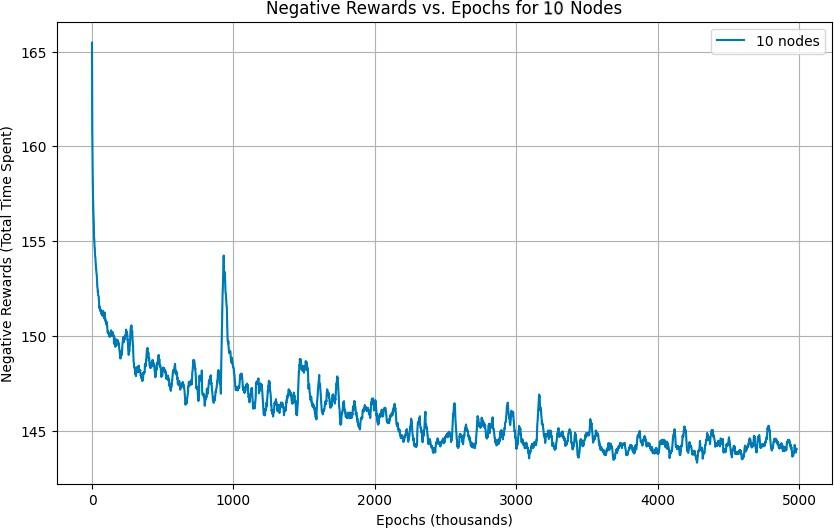 Negative Rewards vs. Epochs for 10 Nodes
10 nodes
Negative Rewards (Total Time Spent)
165
160
155
150
145
0 1000 2000 3000 4000 5000
Epochs (thousands)